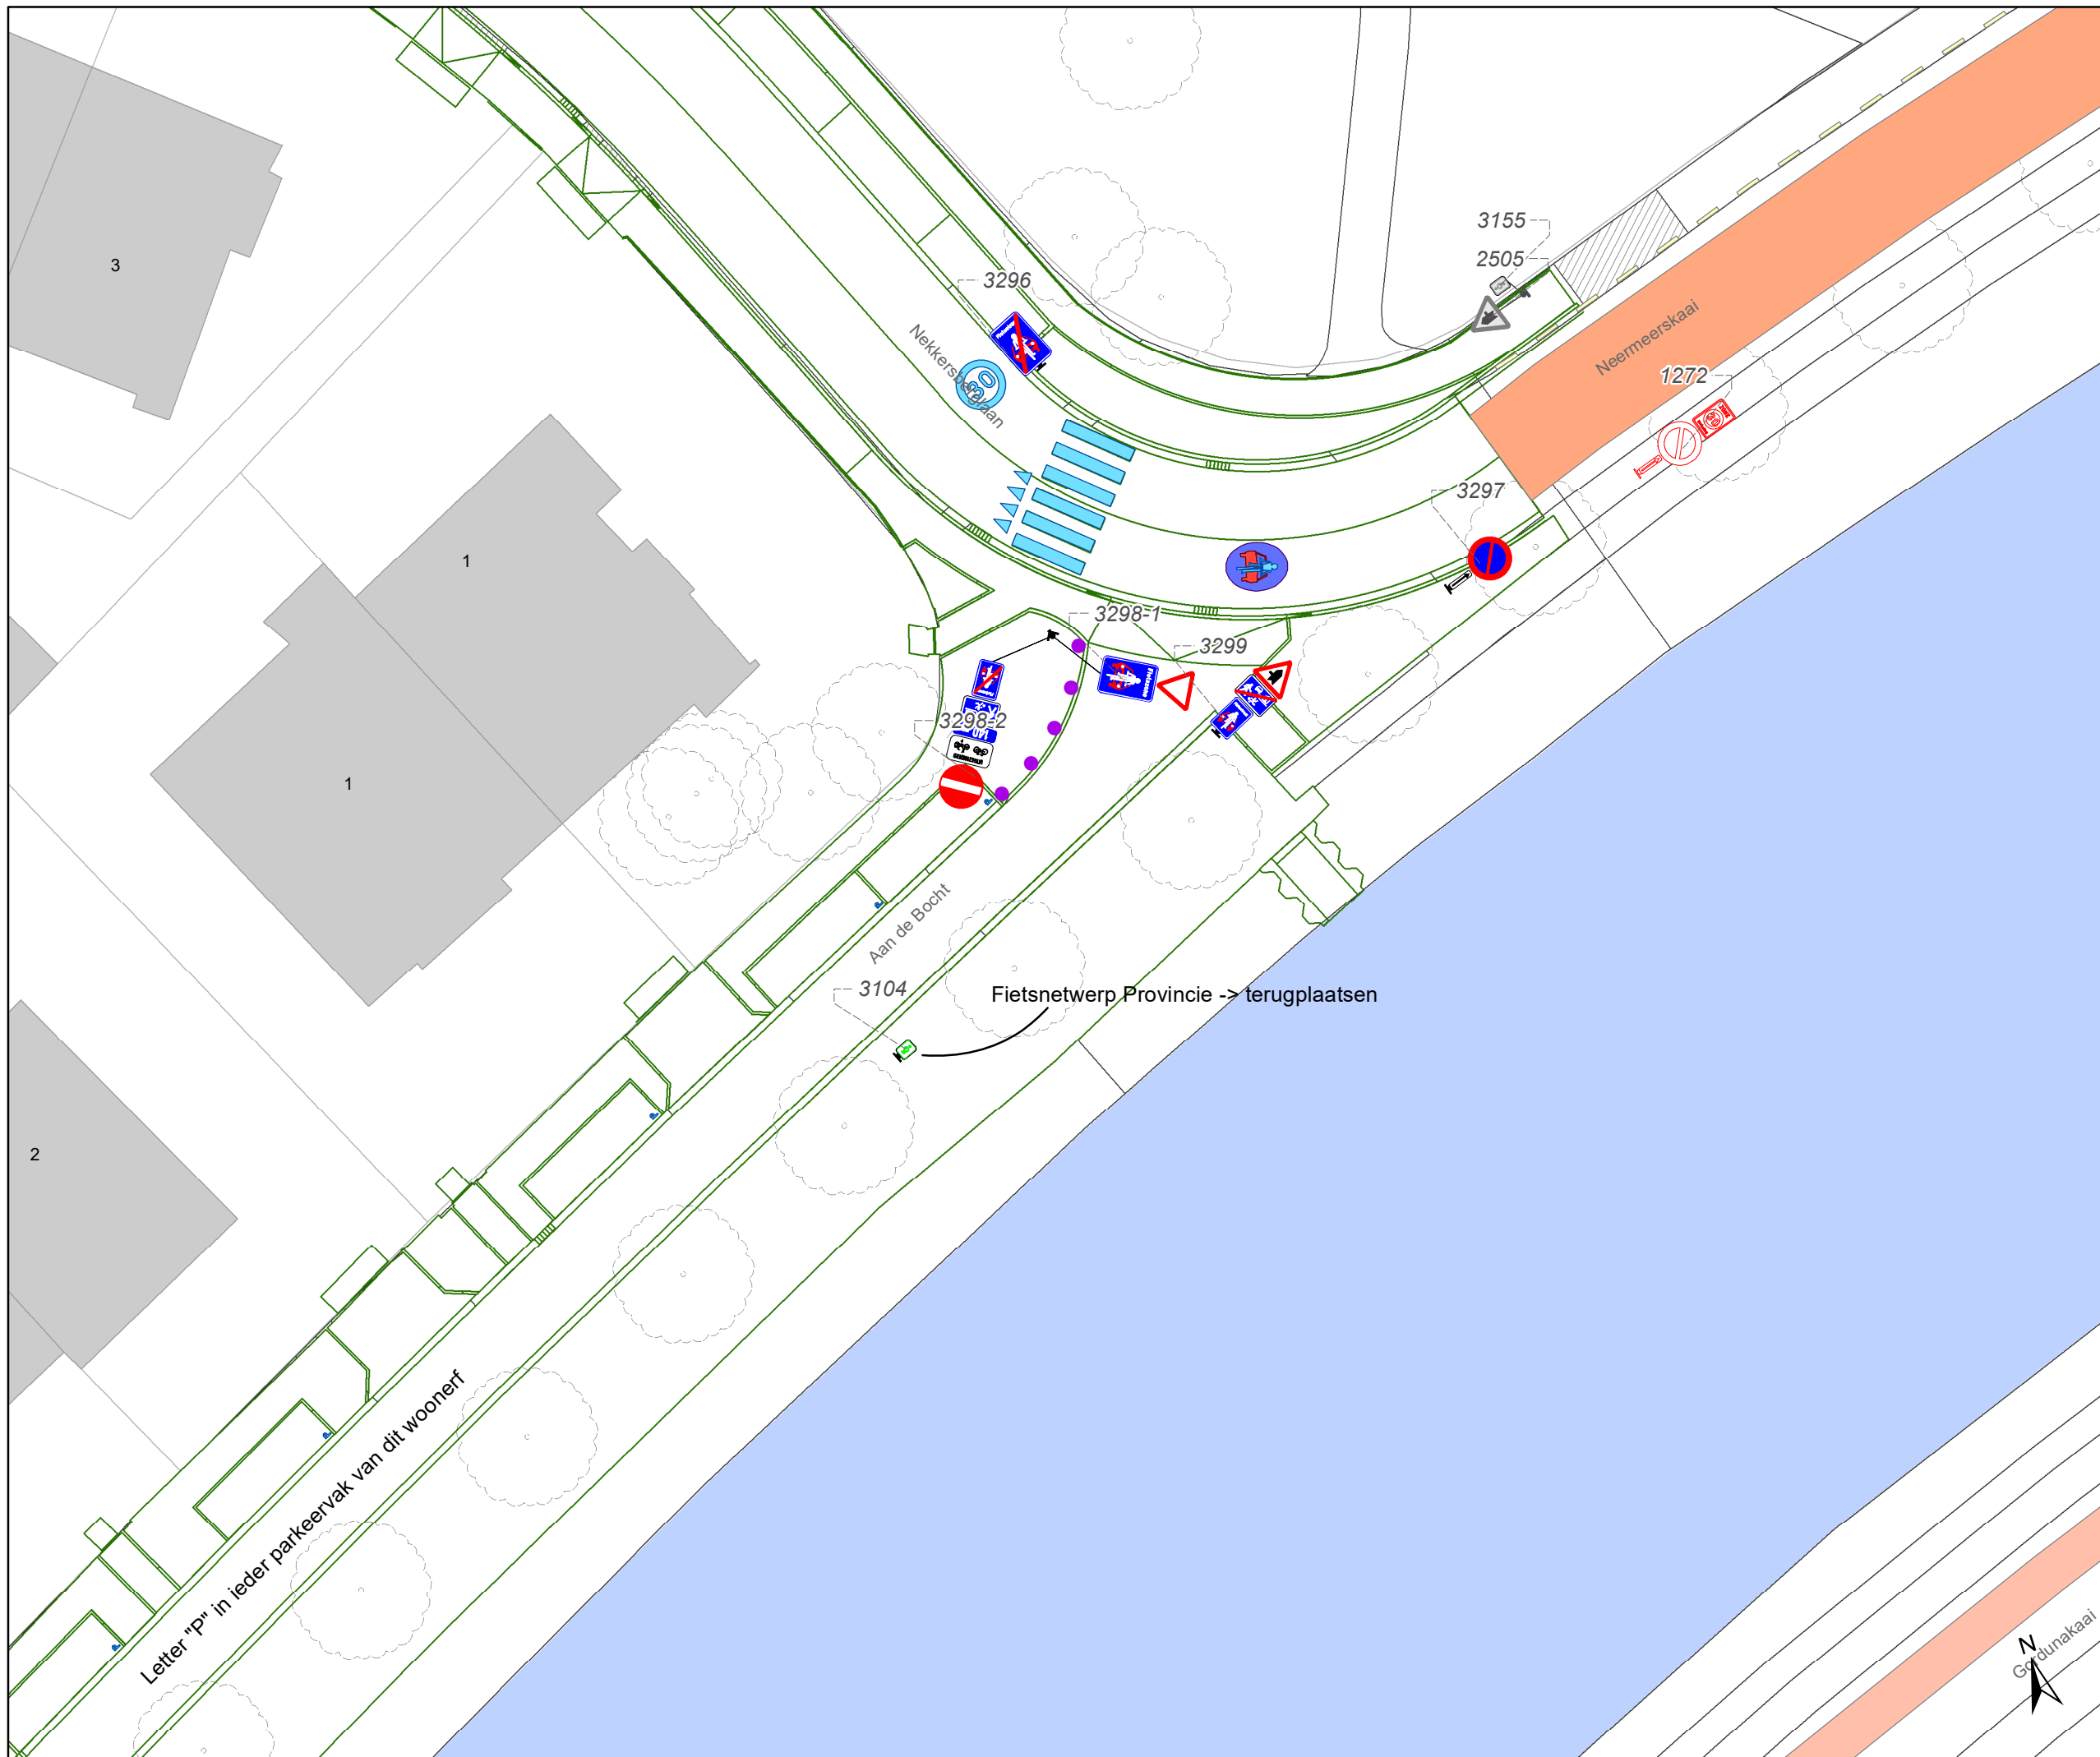 3
3155
2505
3296
Nekkersberglaan
30
Neermeerskaai
1272
3297
1
3298-1
3299
3298-2
1
Aan de Bocht
3104
Fietsnetwerp Provincie -> terugplaatsen
2
Letter "P" in ieder parkeervak van dit woonerf
N
Gordunakaai